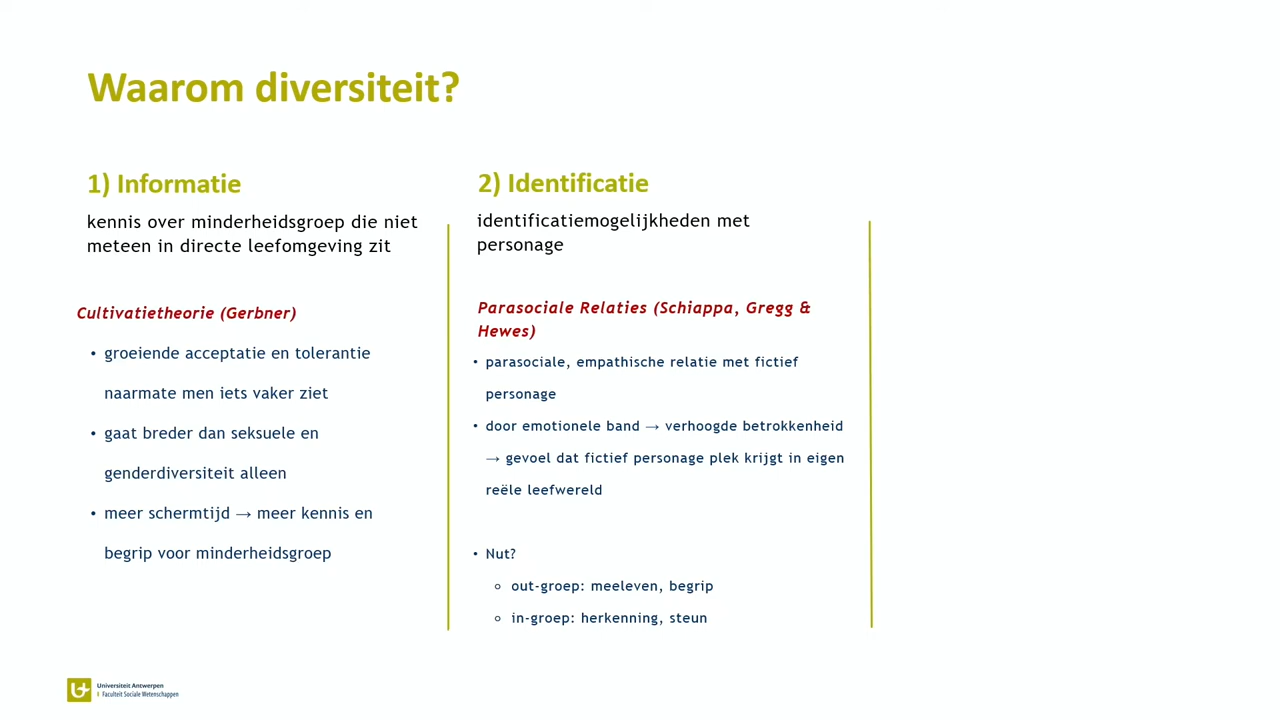 Waarom diversiteit?
1) Informatie
kennis over minderheidsgroep die niet
meteen in directe leefomgeving zit
Cultivatietheorie (Gerbner)
• groeiende acceptatie en tolerantie
naarmate men iets vaker ziet
• gaat breder dan seksuele en
genderdiversiteit alleen
• meer schermtijd → meer kennis en
begrip voor minderheidsgroep
2) Identificatie
identificatiemogelijkheden met
personage
Parasociale Relaties (Schiappa, Gregg &
Hewes)
• parasociale, empathische relatie met fictief
personage
• door emotionele band → verhoogde betrokkenheid
→ gevoel dat fictief personage plek krijgt in eigen
reële leefwereld
• Nut?
○ out-groep: meeleven, begrip
○ in-groep: herkenning, steun
Universiteit Antwerpen
Faculteit Sociale Wetenschappen